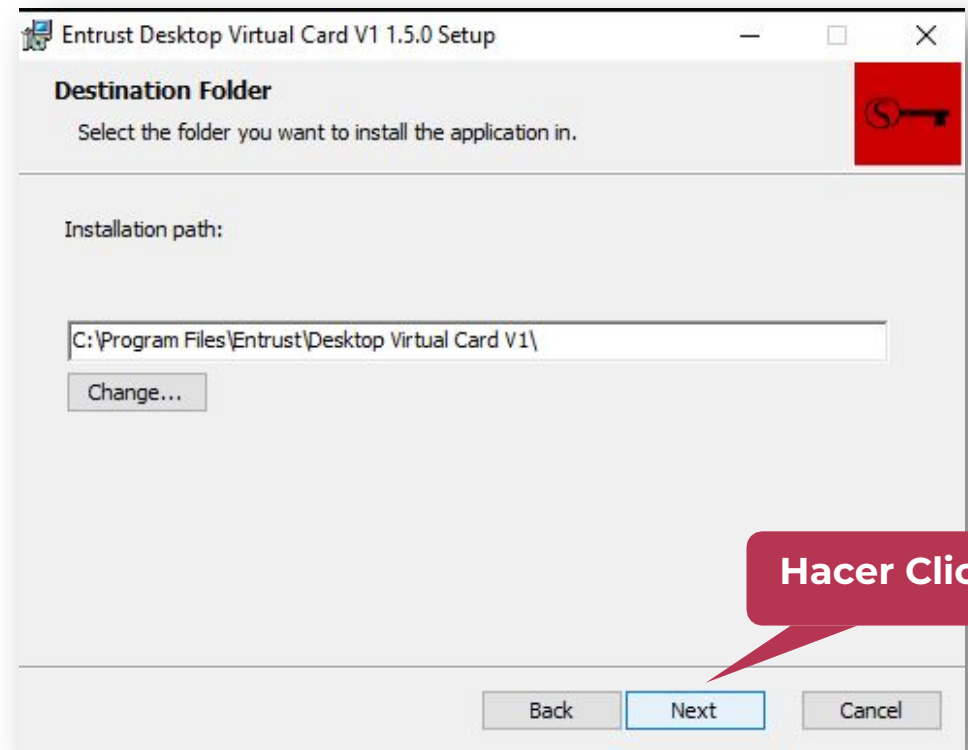 Entrust Desktop Virtual Card V1 1.5.0 Setup
Destination Folder
Select the folder you want to install the application in.
Installation path:
C:\Program Files\Entrust\Desktop Virtual Card V1\
Change...
Hacer Clic
Back Next Cancel